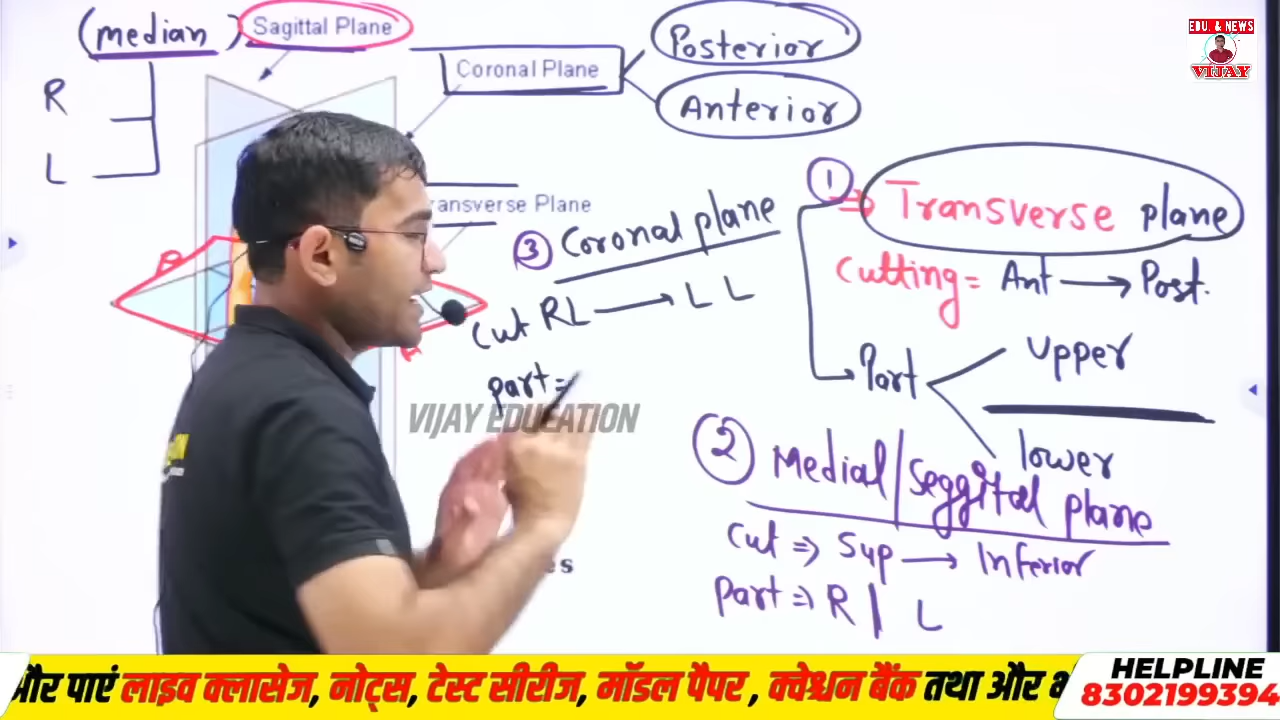 (median)
Sagittal Plane
R
L
Coronal Plane
Posterior
Anterior
EDU. & NEWS
VIJAY
ransverse Plane
① ⇒ Transverse plane
Cutting = Ant → Post.
Part
Upper
lower
② Medial/Seggital plane
Cut ⇒ Sup → Inferior
Part ⇒ R | L
③ Coronal plane
Cut RL → L L
part =
VIJAY EDUCATION
और पाएं लाइव क्लासेज, नोट्स, टेस्ट सीरीज, मॉडल पैपर , क्वेश्चन बैंक तथा और
HELPLINE
8302199394